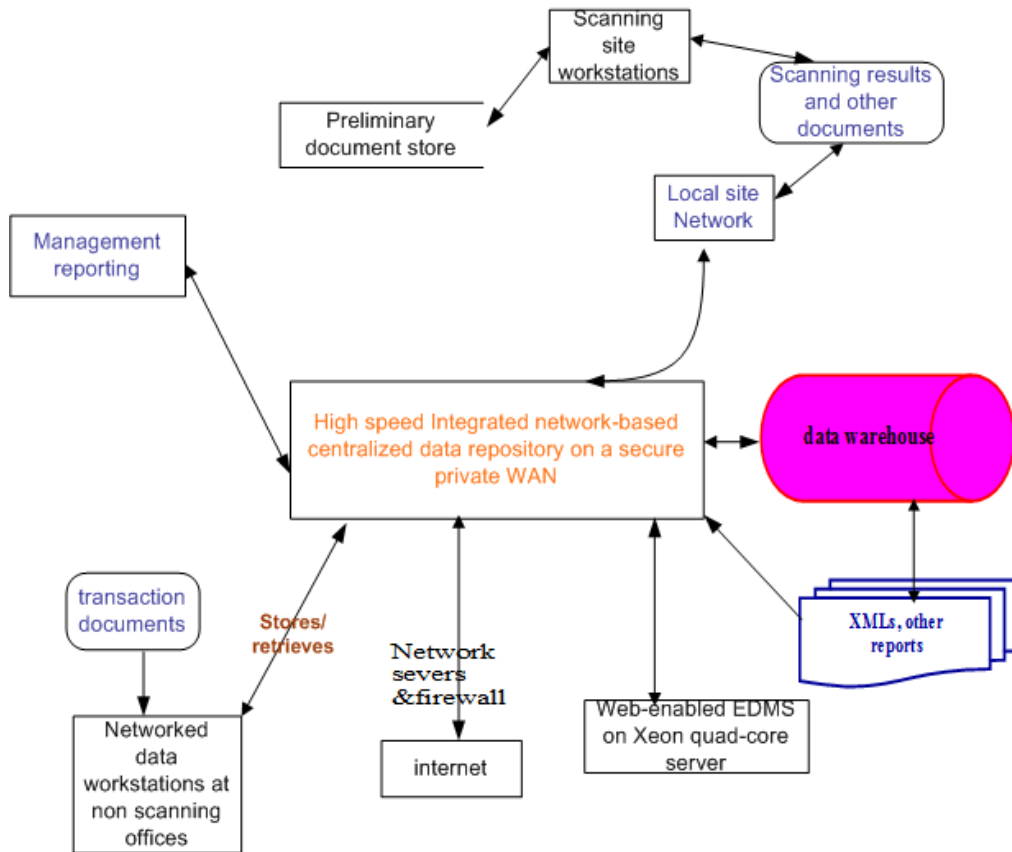 Scanning
site
workstations
Scanning results
and other
documents
Preliminary
document store
Local site
Network
Management
reporting
High speed Integrated network-based
centralized data repository on a secure
private WAN
data warehouse
transaction
documents
Stores/
retrieves
XMLs, other
reports
Network
severs
&firewall
Web-enabled EDMS
on Xeon quad-core
server
Networked
data
workstations at
non scanning
offices
internet